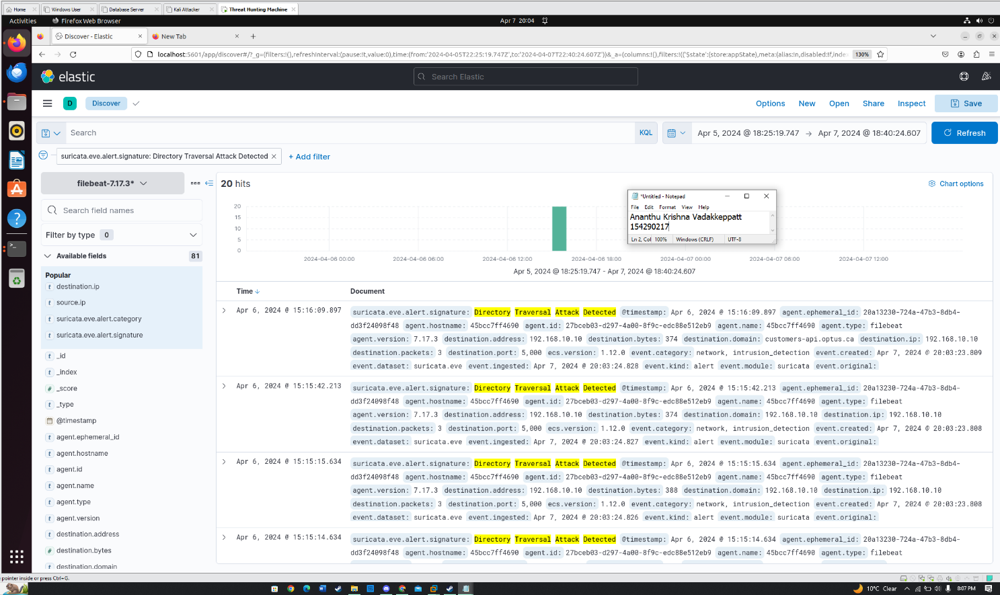 Home
Windows User
Database Server
Kali Attacker
Threat Hunting Machine
Activities
Firefox Web Browser
Apr 7 20:04
Discover - Elastic
New Tab
localhost:5601/app/discover#/?_g=(filters:!(),refreshInterval:(pause:!t,value:0),time:(from:'2024-04-05T22:25:19.747Z',to:'2024-04-07T22:40:24.607Z'))&_a=(columns:!(),filters:!(('$state':(store:appState),meta:(alias:!n,disabled:!f,index
130%
elastic
Search Elastic
D
Discover
Options
New
Open
Share
Inspect
Save
Search
KQL
Apr 5, 2024 @ 18:25:19.747 → Apr 7, 2024 @ 18:40:24.607
Refresh
suricata.eve.alert.signature: Directory Traversal Attack Detected ×
+ Add filter
filebeat-7.17.3*
Search field names
Filter by type 0
Available fields 81
Popular
t destination.ip
t source.ip
t suricata.eve.alert.category
t suricata.eve.alert.signature
t _id
t _index
# _score
t _type
@timestamp
t agent.ephemeral_id
t agent.hostname
t agent.id
t agent.name
t agent.type
t agent.version
t destination.address
# destination.bytes
t destination.domain
20 hits
Chart options
20
15
10
5
0
2024-04-06 00:00
2024-04-06 06:00
2024-04-06 12:00
2024-04-06 18:00
2024-04-07 00:00
2024-04-07 06:00
2024-04-07 12:00
Apr 5, 2024 @ 18:25:19.747 - Apr 7, 2024 @ 18:40:24.607
*Untitled - Notepad
File Edit Format View Help
Ananthu Krishna Vadakkeppatt
154290217
Ln 2, Col 100% Windows (CRLF) UTF-8
Time Document
Apr 6, 2024 @ 15:16:09.897
suricata.eve.alert.signature: Directory Traversal Attack Detected @timestamp: Apr 6, 2024 @ 15:16:09.897 agent.ephemeral_id: 20a13230-724a-47b3-8db4-
dd3f24098f48 agent.hostname: 45bcc7ff4690 agent.id: 27bceb03-d297-4a00-8f9c-edc88e512eb9 agent.name: 45bcc7ff4690 agent.type: filebeat
agent.version: 7.17.3 destination.address: 192.168.10.10 destination.bytes: 374 destination.domain: customers-api.optus.ca destination.ip: 192.168.10.10
destination.packets: 3 destination.port: 5,000 ecs.version: 1.12.0 event.category: network, intrusion_detection event.created: Apr 7, 2024 @ 20:03:23.809
event.dataset: suricata.eve event.ingested: Apr 7, 2024 @ 20:03:24.828 event.kind: alert event.module: suricata event.original:
Apr 6, 2024 @ 15:15:42.213
suricata.eve.alert.signature: Directory Traversal Attack Detected @timestamp: Apr 6, 2024 @ 15:15:42.213 agent.ephemeral_id: 20a13230-724a-47b3-8db4-
dd3f24098f48 agent.hostname: 45bcc7ff4690 agent.id: 27bceb03-d297-4a00-8f9c-edc88e512eb9 agent.name: 45bcc7ff4690 agent.type: filebeat
agent.version: 7.17.3 destination.address: 192.168.10.10 destination.bytes: 374 destination.domain: 192.168.10.10 destination.ip: 192.168.10.10
destination.packets: 3 destination.port: 5,000 ecs.version: 1.12.0 event.category: network, intrusion_detection event.created: Apr 7, 2024 @ 20:03:23.808
event.dataset: suricata.eve event.ingested: Apr 7, 2024 @ 20:03:24.827 event.kind: alert event.module: suricata event.original:
Apr 6, 2024 @ 15:15:15.634
suricata.eve.alert.signature: Directory Traversal Attack Detected @timestamp: Apr 6, 2024 @ 15:15:15.634 agent.ephemeral_id: 20a13230-724a-47b3-8db4-
dd3f24098f48 agent.hostname: 45bcc7ff4690 agent.id: 27bceb03-d297-4a00-8f9c-edc88e512eb9 agent.name: 45bcc7ff4690 agent.type: filebeat
agent.version: 7.17.3 destination.address: 192.168.10.10 destination.bytes: 388 destination.domain: 192.168.10.10 destination.ip: 192.168.10.10
destination.packets: 3 destination.port: 5,000 ecs.version: 1.12.0 event.category: network, intrusion_detection event.created: Apr 7, 2024 @ 20:03:23.808
event.dataset: suricata.eve event.ingested: Apr 7, 2024 @ 20:03:24.826 event.kind: alert event.module: suricata event.original:
Apr 6, 2024 @ 15:15:14.634
suricata.eve.alert.signature: Directory Traversal Attack Detected @timestamp: Apr 6, 2024 @ 15:15:14.634 agent.ephemeral_id: 20a13230-724a-47b3-8db4-
dd3f24098f48 agent.hostname: 45bcc7ff4690 agent.id: 27bceb03-d297-4a00-8f9c-edc88e512eb9 agent.name: 45bcc7ff4690 agent.type: filebeat
pointer inside or press Ctrl+G.
10°C Clear
8:07 PM